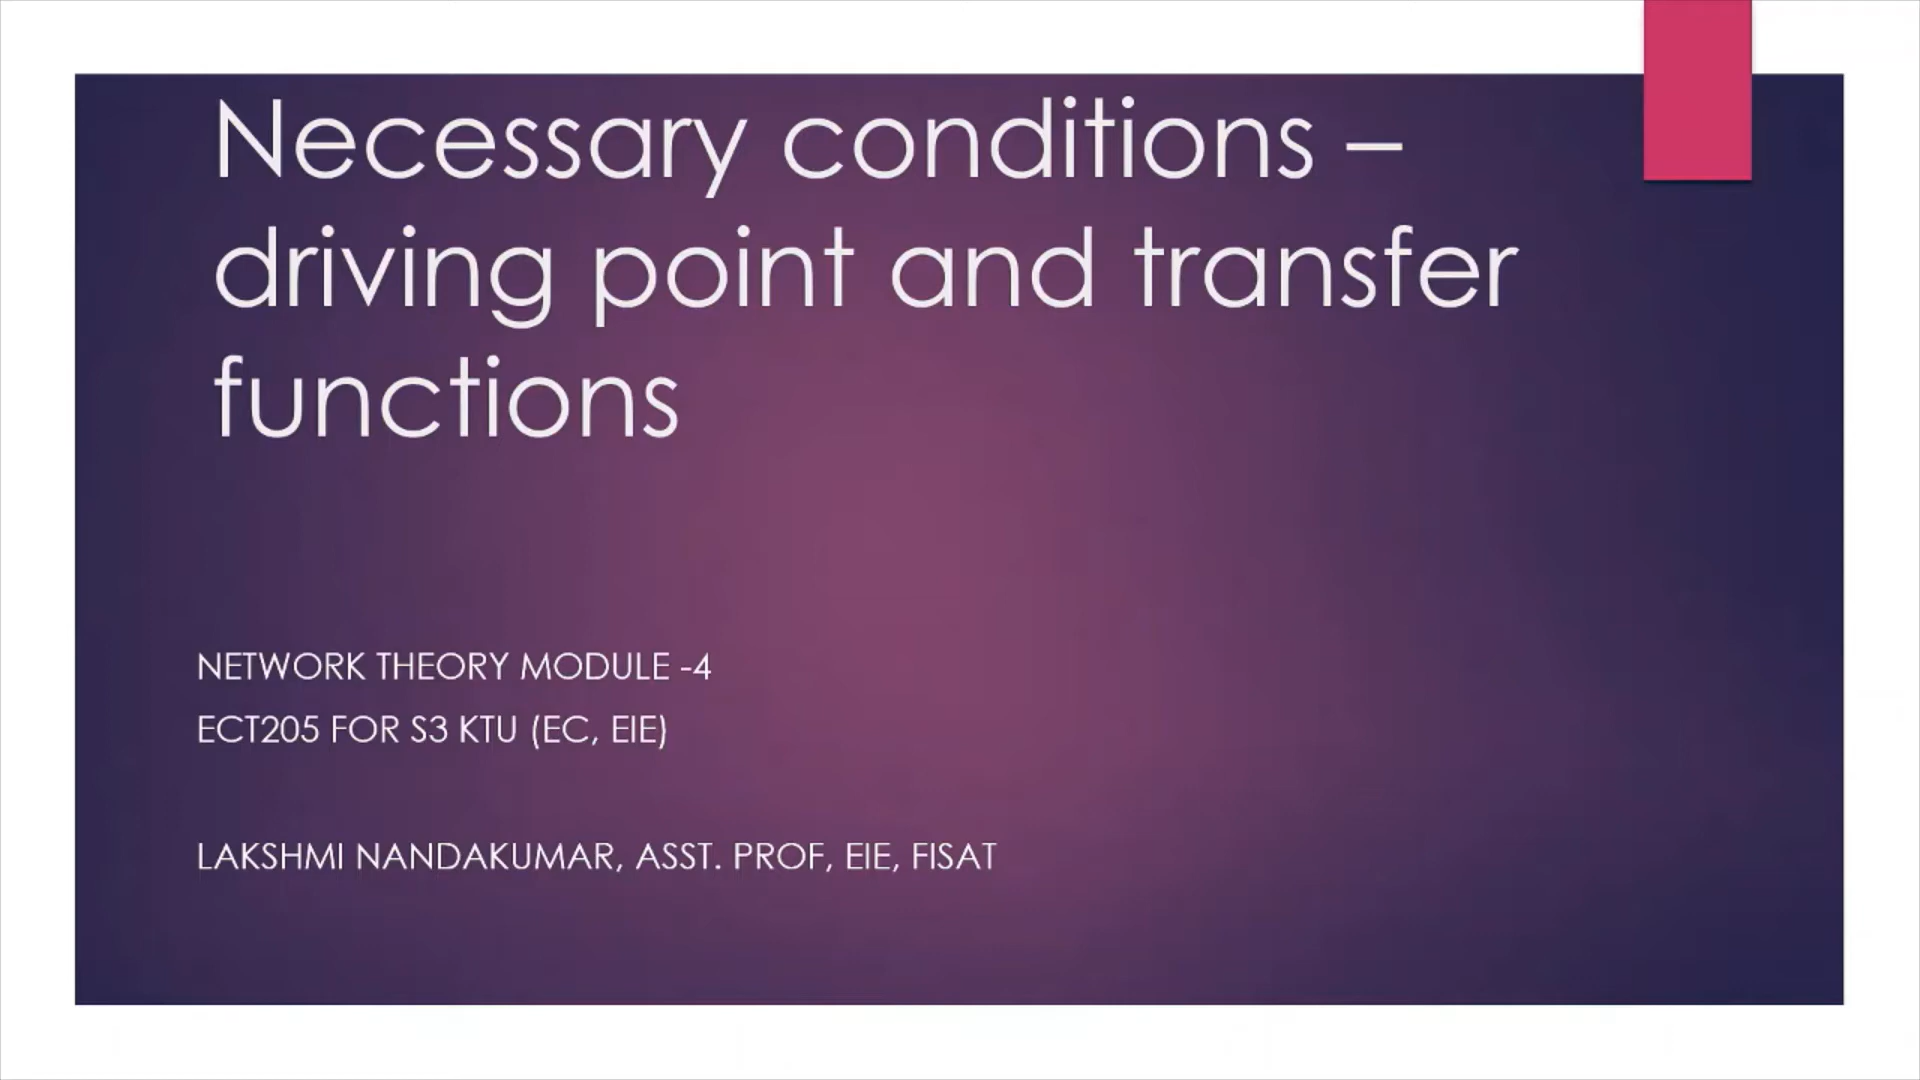 Necessary conditions –
driving point and transfer
functions
NETWORK THEORY MODULE -4
ECT205 FOR S3 KTU (EC, EIE)
LAKSHMI NANDAKUMAR, ASST. PROF, EIE, FISAT